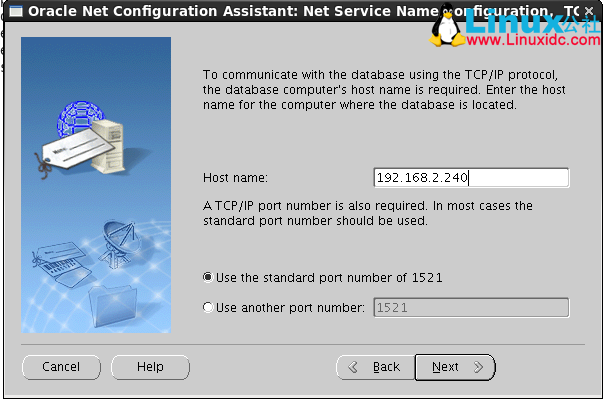 Oracle Net Configuration Assistant: Net Service Name Configuration, TC
Linux公社
www.Linuxidc.com
To communicate with the database using the TCP/IP protocol,
the database computer's host name is required. Enter the host
name for the computer where the database is located.
Host name: 192.168.2.240
A TCP/IP port number is also required. In most cases the
standard port number should be used.
Use the standard port number of 1521
Use another port number: 1521
Cancel Help Back Next